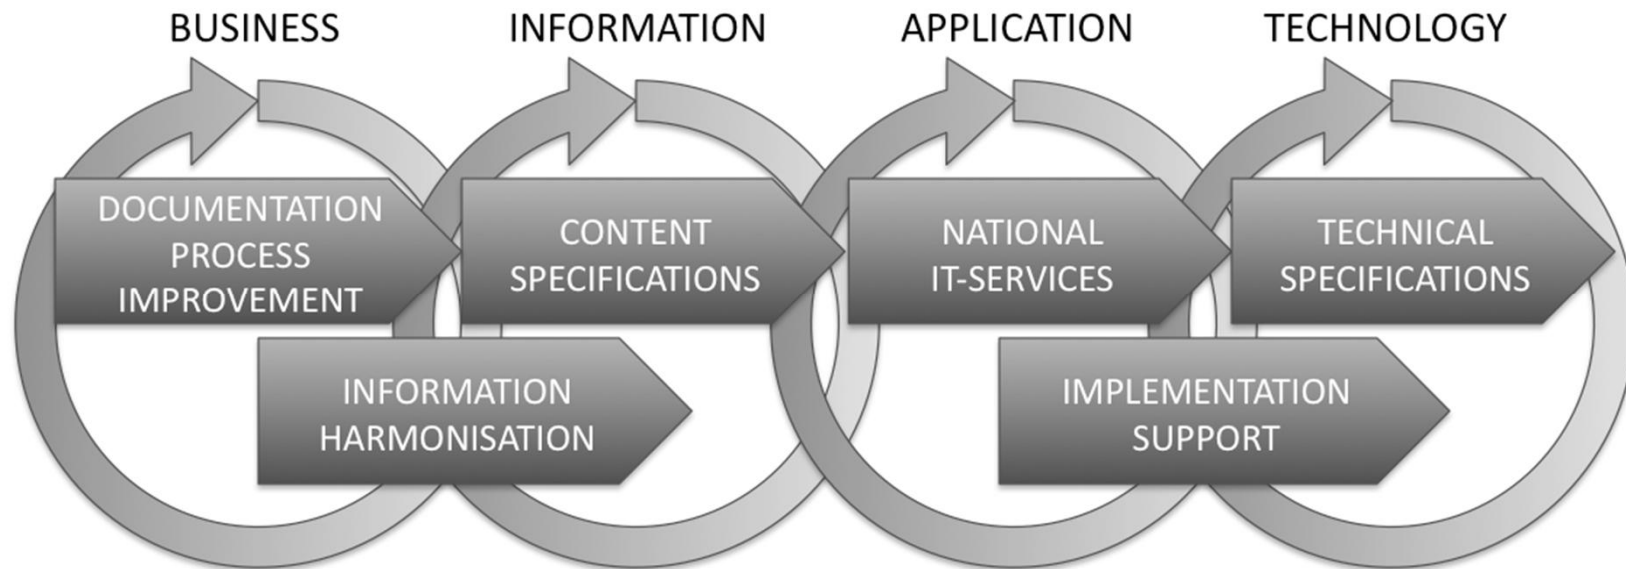 BUSINESS
INFORMATION
APPLICATION
TECHNOLOGY
DOCUMENTATION
PROCESS
IMPROVEMENT
CONTENT
SPECIFICATIONS
NATIONAL
IT-SERVICES
TECHNICAL
SPECIFICATIONS
INFORMATION
HARMONISATION
IMPLEMENTATION
SUPPORT